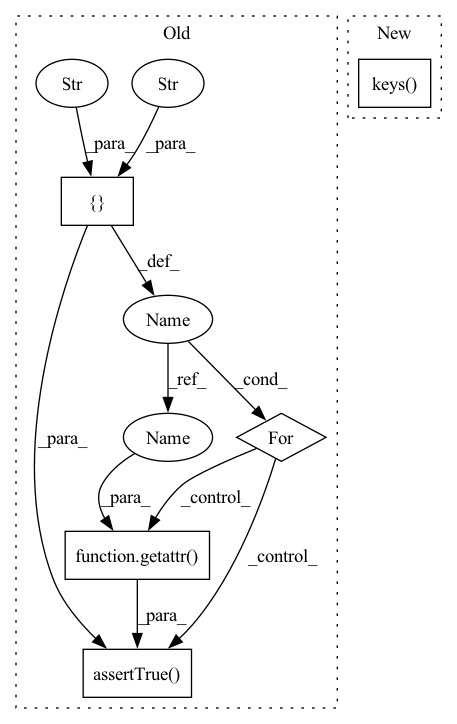 Old
New
Str
Str
keys()
_para_
_para_
{}
_def_
Name
_ref_
_cond_
_para_
Name
For
_para_
_control_
function.getattr()
_control_
_para_
assertTrue()